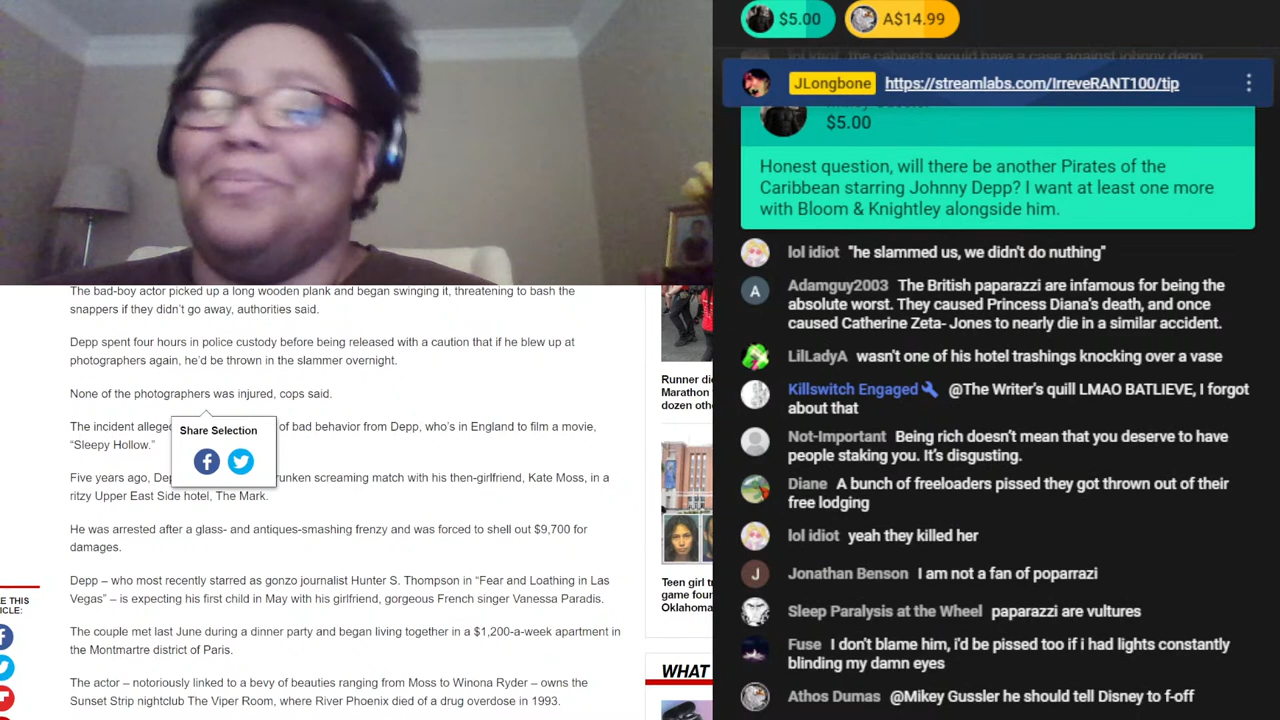 $5.00
A$14.99
lol idiot the cabinets would have a case against johnny depp
JLongbone https://streamlabs.com/IrreveRANT100/tip
$5.00
Honest question, will there be another Pirates of the
Caribbean starring Johnny Depp? I want at least one more
with Bloom & Knightley alongside him.
lol idiot "he slammed us, we didn't do nuthing"
Adamguy2003 The British paparazzi are infamous for being the
absolute worst. They caused Princess Diana's death, and once
caused Catherine Zeta- Jones to nearly die in a similar accident.
LilLadyA wasn't one of his hotel trashings knocking over a vase
Killswitch Engaged @The Writer's quill LMAO BATLIEVE, I forgot
about that
Not-Important Being rich doesn't mean that you deserve to have
people staking you. It's disgusting.
Diane A bunch of freeloaders pissed they got thrown out of their
free lodging
lol idiot yeah they killed her
J
Jonathan Benson I am not a fan of poparrazi
Sleep Paralysis at the Wheel paparazzi are vultures
Fuse I don't blame him, i'd be pissed too if i had lights constantly
blinding my damn eyes
Athos Dumas @Mikey Gussler he should tell Disney to f-off
The bad-boy actor picked up a long wooden plank and began swinging it, threatening to bash the
snappers if they didn't go away, authorities said.
Depp spent four hours in police custody before being released with a caution that if he blew up at
photographers again, he'd be thrown in the slammer overnight.
None of the photographers was injured, cops said.
The incident alleged of bad behavior from Depp, who's in England to film a movie,
"Sleepy Hollow."
Share Selection
Five years ago, Dep runken screaming match with his then-girlfriend, Kate Moss, in a
ritzy Upper East Side hotel, The Mark.
He was arrested after a glass- and antiques-smashing frenzy and was forced to shell out $9,700 for
damages.
Depp – who most recently starred as gonzo journalist Hunter S. Thompson in "Fear and Loathing in Las
Vegas" – is expecting his first child in May with his girlfriend, gorgeous French singer Vanessa Paradis.
The couple met last June during a dinner party and began living together in a $1,200-a-week apartment in
the Montmartre district of Paris.
The actor – notoriously linked to a bevy of beauties ranging from Moss to Winona Ryder – owns the
Sunset Strip nightclub The Viper Room, where River Phoenix died of a drug overdose in 1993.
E THIS
ICLE:
Runner die
Marathon
dozen othe
Teen girl tr
game four
Oklahoma
WHAT